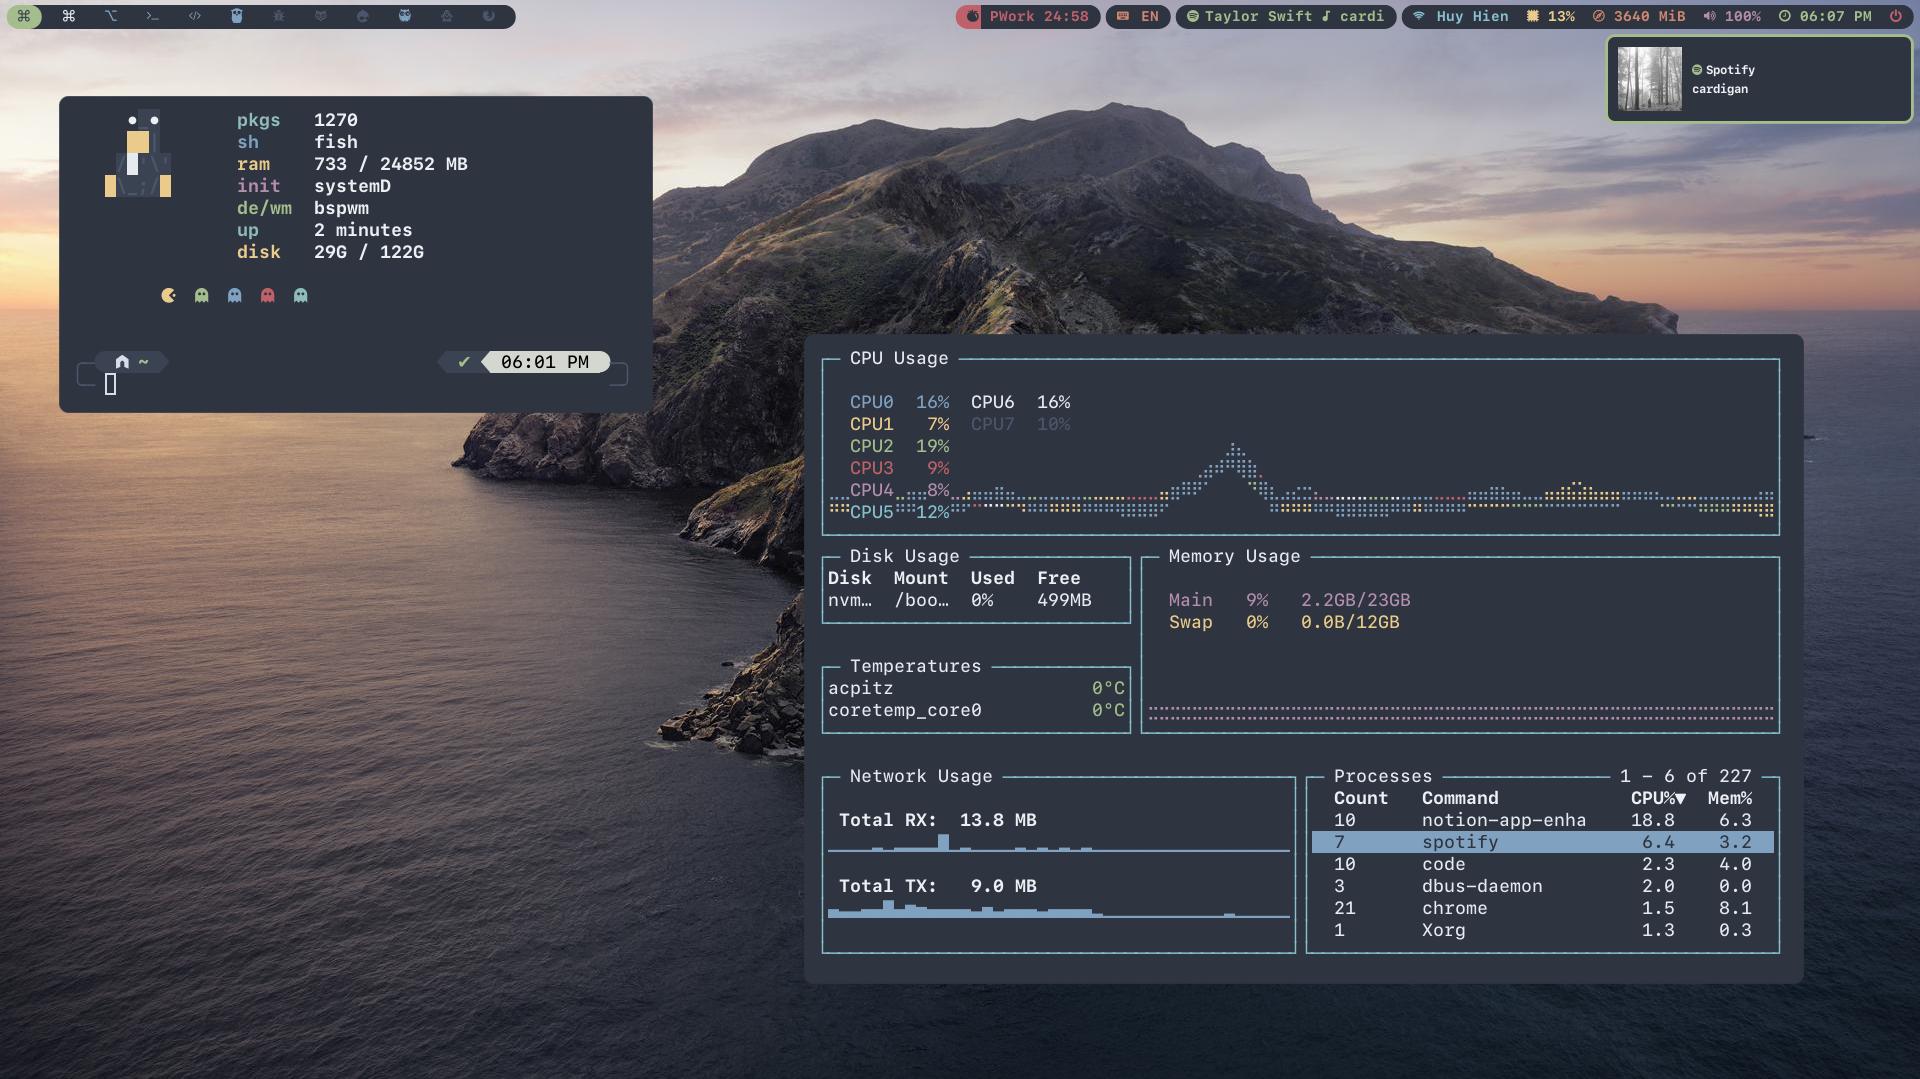 PWork 24:58 EN Taylor Swift ♪ cardi Huy Hien 13% 3640 MiB 100% 06:07 PM
Spotify
cardigan
pkgs 1270
sh fish
ram 733 / 24852 MB
init systemD
de/wm bspwm
up 2 minutes
disk 29G / 122G
~ ✔ 06:01 PM
CPU Usage
CPU0 16% CPU6 16%
CPU1 7% CPU7 10%
CPU2 19%
CPU3 9%
CPU4 8%
CPU5 12%
Disk Usage
Disk Mount Used Free
nvm… /boo… 0% 499MB
Memory Usage
Main 9% 2.2GB/23GB
Swap 0% 0.0B/12GB
Temperatures
acpitz 0°C
coretemp_core0 0°C
Network Usage
Total RX: 13.8 MB
Total TX: 9.0 MB
Processes 1 - 6 of 227
Count Command CPU%▼ Mem%
10 notion-app-enha 18.8 6.3
7 spotify 6.4 3.2
10 code 2.3 4.0
3 dbus-daemon 2.0 0.0
21 chrome 1.5 8.1
1 Xorg 1.3 0.3